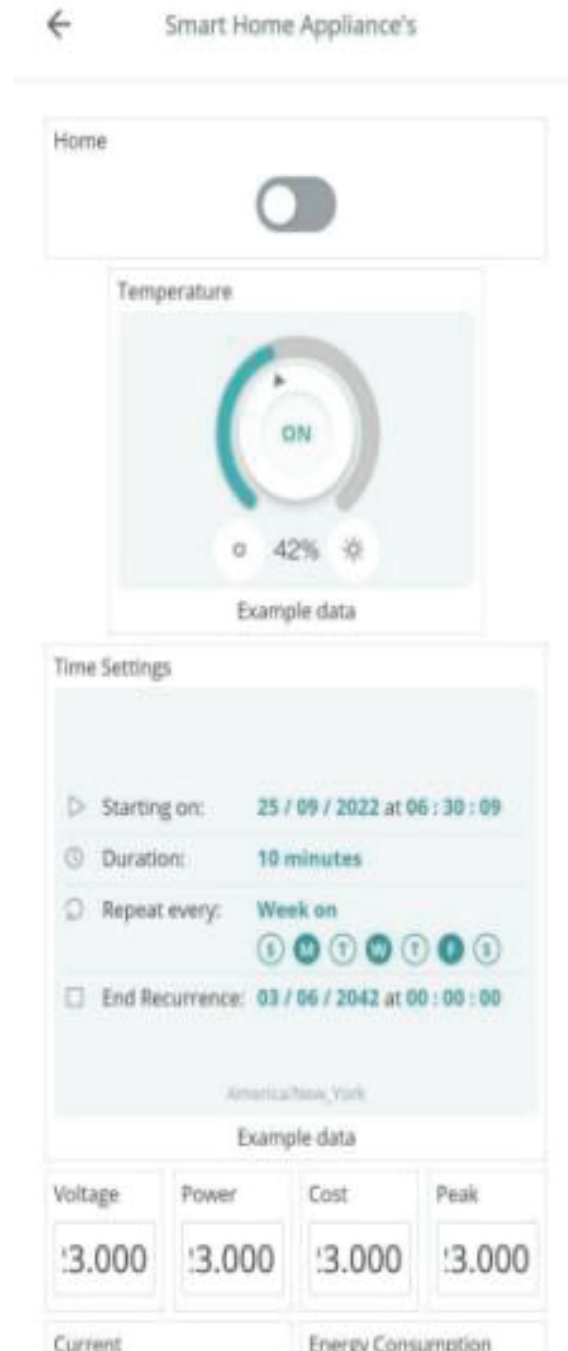 Smart Home Appliance's
Home
Temperature
ON
42%
Example data
Time Settings
Starting on: 25 / 09 / 2022 at 06 : 30 : 09
Duration: 10 minutes
Repeat every: Week on
S M T W T F S
End Recurrence: 03 / 06 / 2042 at 00 : 00 : 00
America/New_York
Example data
Voltage Power Cost Peak
3.000 3.000 3.000 3.000
Current Energy Consumption